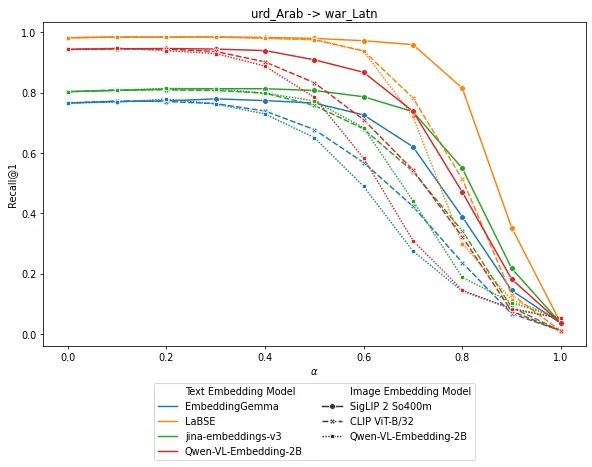 urd_Arab -> war_Latn
1.0
0.8
0.6
0.4
0.2
0.0
Recall@1
0.0 0.2 0.4 0.6 0.8 1.0
α
Text Embedding Model Image Embedding Model
EmbeddingGemma SigLIP 2 So400m
LaBSE CLIP ViT-B/32
jina-embeddings-v3 Qwen-VL-Embedding-2B
Qwen-VL-Embedding-2B